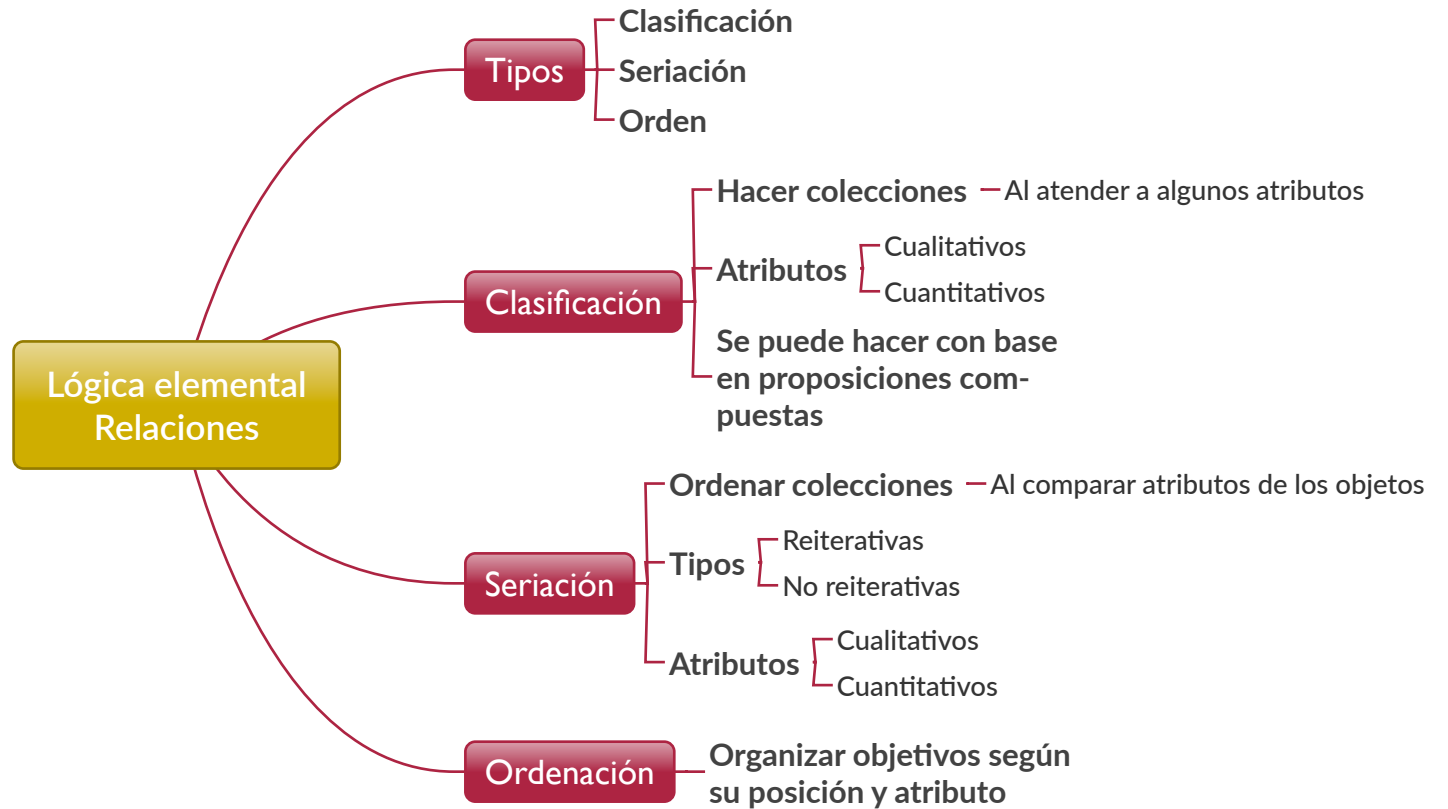 Lógica elemental
Relaciones
Tipos
Clasificación
Seriación
Orden
Clasificación
Hacer colecciones
Al atender a algunos atributos
Atributos
Cualitativos
Cuantitativos
Se puede hacer con base
en proposiciones com-
puestas
Seriación
Ordenar colecciones
Al comparar atributos de los objetos
Tipos
Reiterativas
No reiterativas
Atributos
Cualitativos
Cuantitativos
Ordenación
Organizar objetivos según
su posición y atributo